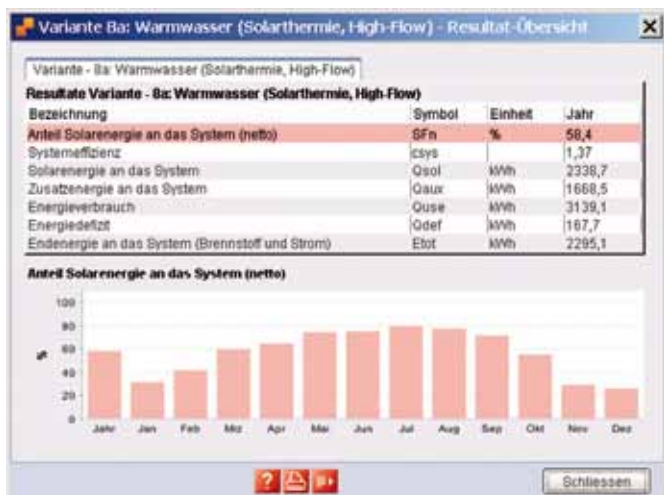 Variante 8a: Warmwasser (Solarthermie, High-Flow) - Resultat-Übersicht
Variante - 8a: Warmwasser (Solarthermie, High-Flow)
Resultate Variante - 8a: Warmwasser (Solarthermie, High-Flow)
Bezeichnung Symbol Einheit Jahr
Anteil Solarenergie an das System (netto) SFn % 58,4
Systemeffizienz εsys 1,37
Solarenergie an das System Qsol kWh 2338,7
Zusatzenergie an das System Qaux kWh 1668,5
Energieverbrauch Quse kWh 3139,1
Energiedefizit Qdef kWh 167,7
Endenergie an das System (Brennstoff und Strom) Etot kWh 2295,1
Anteil Solarenergie an das System (netto)
100
80
60
40
20
0
%
Jahr Jan Feb Mrz Apr Mai Jun Jul Aug Sep Okt Nov Dez
?
Schliessen